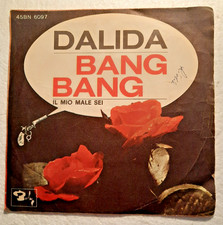 45BN 6097
DALIDA
BANG
BANG
IL MIO MALE SEI